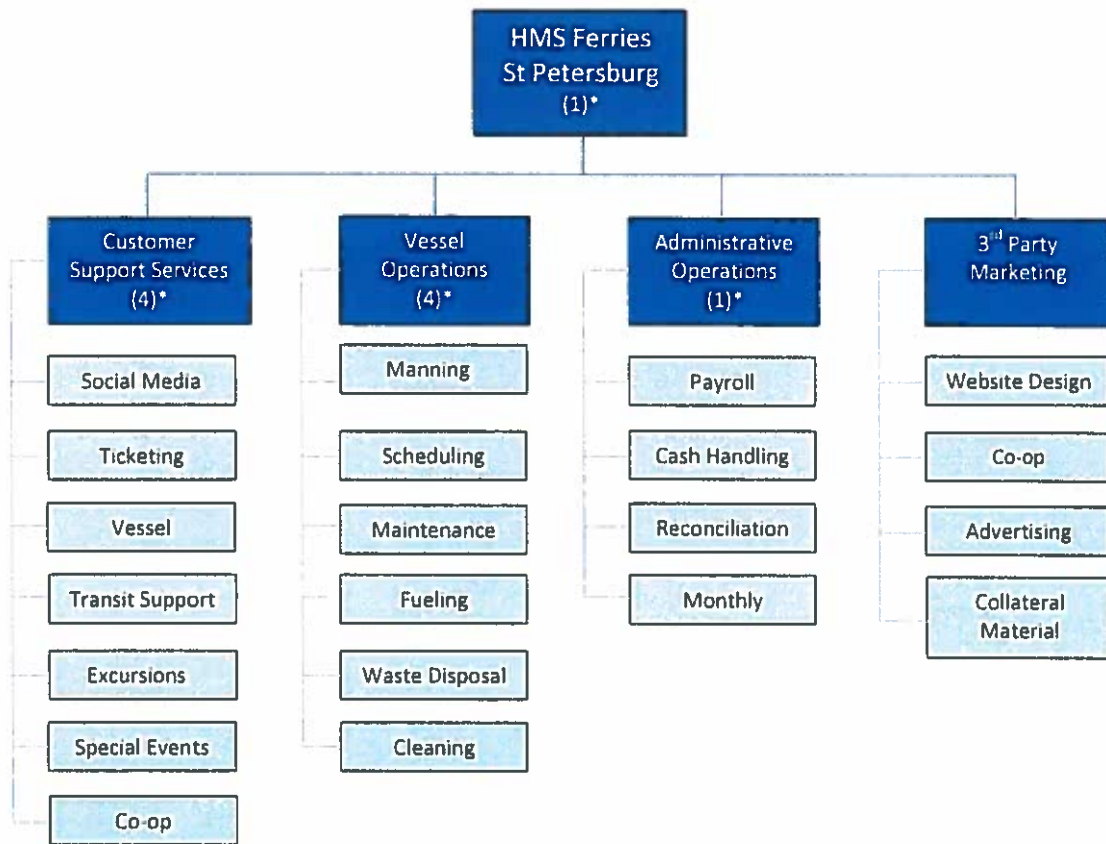 HMS Ferries
St Petersburg
(1)*
Customer
Support Services
(4)*
Social Media
Ticketing
Vessel
Transit Support
Excursions
Special Events
Co-op
Vessel
Operations
(4)*
Manning
Scheduling
Maintenance
Fueling
Waste Disposal
Cleaning
Administrative
Operations
(1)*
Payroll
Cash Handling
Reconciliation
Monthly
3nd Party
Marketing
Website Design
Co-op
Advertising
Collateral
Material